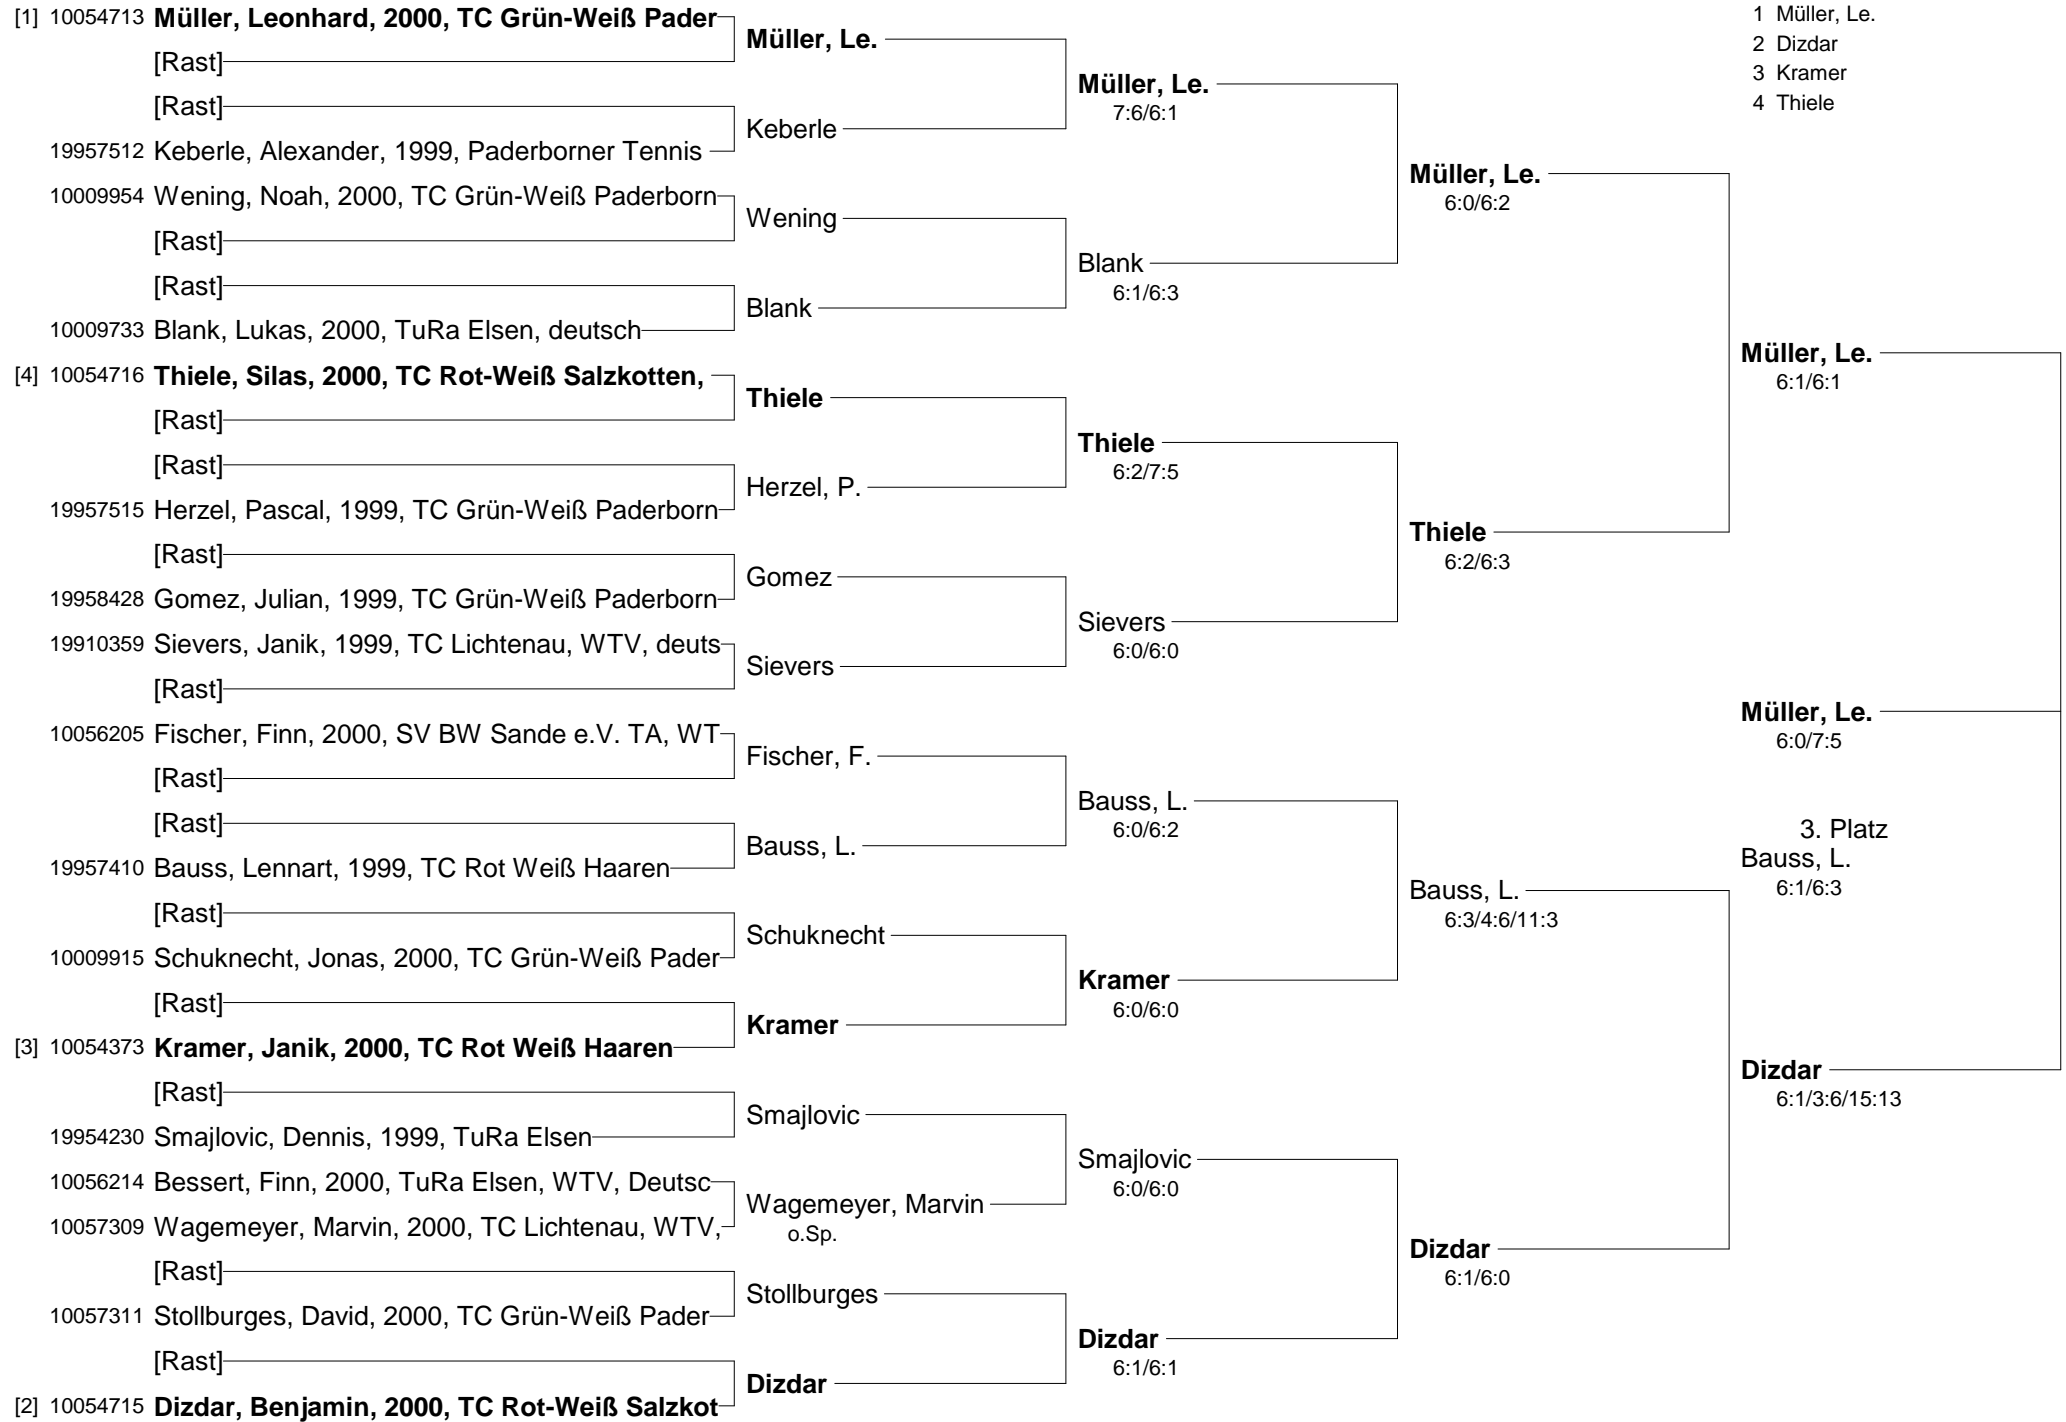 [1] 10054713 Müller, Leonhard, 2000, TC Grün-Weiß Pader
[Rast]
[Rast]
19957512 Keberle, Alexander, 1999, Paderborner Tennis
10009954 Wening, Noah, 2000, TC Grün-Weiß Paderborn
[Rast]
[Rast]
10009733 Blank, Lukas, 2000, TuRa Elsen, deutsch
[4] 10054716 Thiele, Silas, 2000, TC Rot-Weiß Salzkotten,
[Rast]
[Rast]
19957515 Herzel, Pascal, 1999, TC Grün-Weiß Paderborn
[Rast]
19958428 Gomez, Julian, 1999, TC Grün-Weiß Paderborn
19910359 Sievers, Janik, 1999, TC Lichtenau, WTV, deuts
[Rast]
10056205 Fischer, Finn, 2000, SV BW Sande e.V. TA, WT
[Rast]
[Rast]
19957410 Bauss, Lennart, 1999, TC Rot Weiß Haaren
[Rast]
10009915 Schuknecht, Jonas, 2000, TC Grün-Weiß Pader
[Rast]
[3] 10054373 Kramer, Janik, 2000, TC Rot Weiß Haaren
[Rast]
19954230 Smajlovic, Dennis, 1999, TuRa Elsen
10056214 Bessert, Finn, 2000, TuRa Elsen, WTV, Deutsc
10057309 Wagemeyer, Marvin, 2000, TC Lichtenau, WTV,
[Rast]
10057311 Stollburges, David, 2000, TC Grün-Weiß Pader
[Rast]
[2] 10054715 Dizdar, Benjamin, 2000, TC Rot-Weiß Salzkot
Müller, Le.
Keberle
Wening
Blank
Thiele
Herzel, P.
Gomez
Sievers
Fischer, F.
Bauss, L.
Schuknecht
Kramer
Smajlovic
Wagemeyer, Marvin
o.Sp.
Stollburges
Dizdar
Müller, Le.
7:6/6:1
Blank
6:1/6:3
Thiele
6:2/7:5
Sievers
6:0/6:0
Bauss, L.
6:0/6:2
Kramer
6:0/6:0
Smajlovic
6:0/6:0
Dizdar
6:1/6:1
Müller, Le.
6:0/6:2
Thiele
6:2/6:3
Bauss, L.
6:3/4:6/11:3
Dizdar
6:1/6:0
1 Müller, Le.
2 Dizdar
3 Kramer
4 Thiele
Müller, Le.
6:1/6:1
Müller, Le.
6:0/7:5
3. Platz
Bauss, L.
6:1/6:3
Dizdar
6:1/3:6/15:13